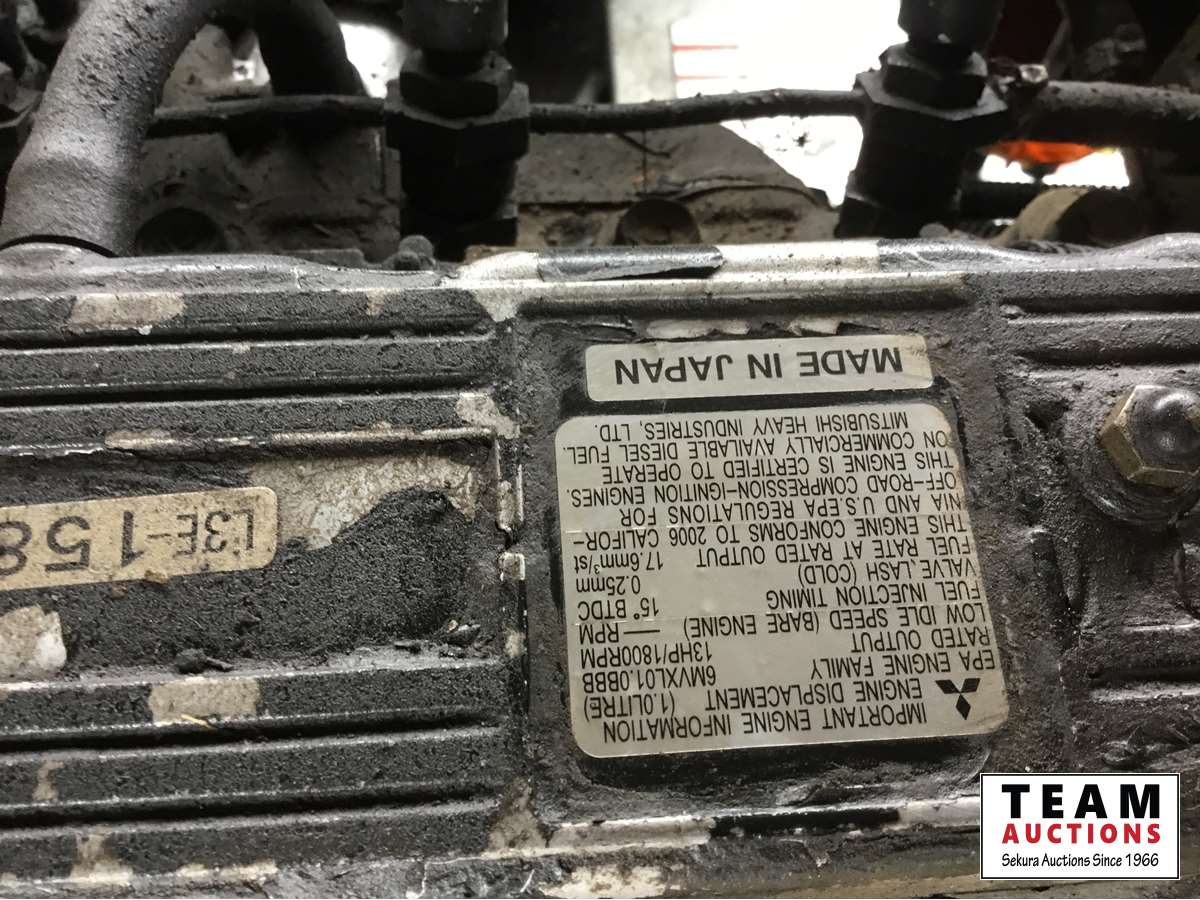 IMPORTANT ENGINE INFORMATION
ENGINE DISPLACEMENT (1.0LITRE)
EPA ENGINE FAMILY 6MVXL01.0BBB
RATED OUTPUT 13HP/1800RPM
LOW IDLE SPEED (BARE ENGINE) — RPM
FUEL INJECTION TIMING 15° BTDC
VALVE LASH (COLD) 0.25mm
FUEL RATE AT RATED OUTPUT 17.6mm³/st
THIS ENGINE CONFORMS TO 2006 CALIFOR-
NIA AND U.S.EPA REGULATIONS FOR
OFF-ROAD COMPRESSION-IGNITION ENGINES.
THIS ENGINE IS CERTIFIED TO OPERATE
ON COMMERCIALLY AVAILABLE DIESEL FUEL.
MITSUBISHI HEAVY INDUSTRIES, LTD.
MADE IN JAPAN
L3E-158
TEAM
AUCTIONS
Sekura Auctions Since 1966